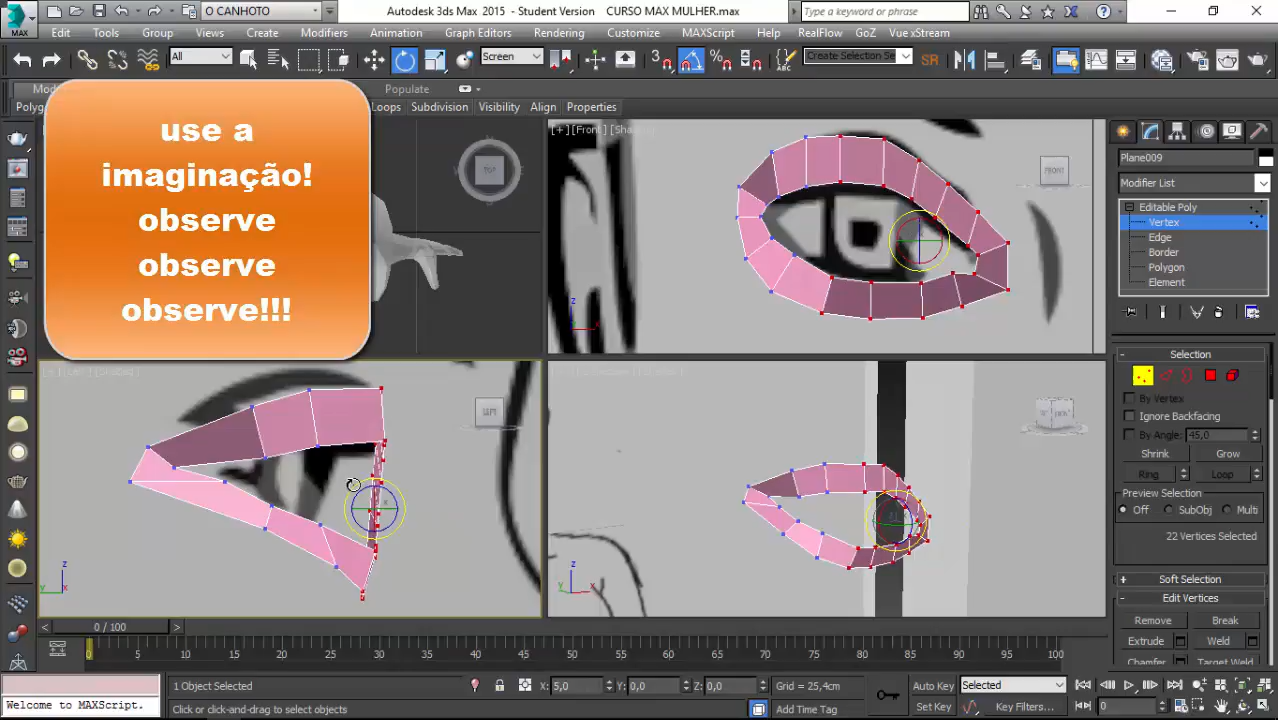 MAX
O CANHOTO
Autodesk 3ds Max 2015 - Student Version CURSO MAX MULHER.max
Type a keyword or phrase
Edit Tools Group Views Create Modifiers Animation Graph Editors Rendering Customize MAXScript Help RealFlow GoZ Vue xStream
All
Screen
Create Selection Se
SR
Populate
Loops Subdivision Visibility Align Properties
use a
imaginação!
observe
observe
observe!!!
TOP
[+] [Front] [Shaded]
FRONT
LEFT
Plane009
Modifier List
Editable Poly
Vertex
Edge
Border
Polygon
Element
Selection
By Vertex
Ignore Backfacing
By Angle: 45,0
Shrink Grow
Ring Loop
Preview Selection
Off SubObj Multi
22 Vertices Selected
Soft Selection
Edit Vertices
Remove Break
Extrude Weld
Chamfer Target Weld
0 / 100
0 5 10 15 20 25 30 35 40 45 50 55 60 65 70 75 80 85 90 95 100
1 Object Selected
X: 5,0 Y: 0,0 Z: 0,0
Grid = 25,4cm
Auto Key Selected
Welcome to MAXScript.
Click or click-and-drag to select objects
Add Time Tag
Set Key Key Filters...
0